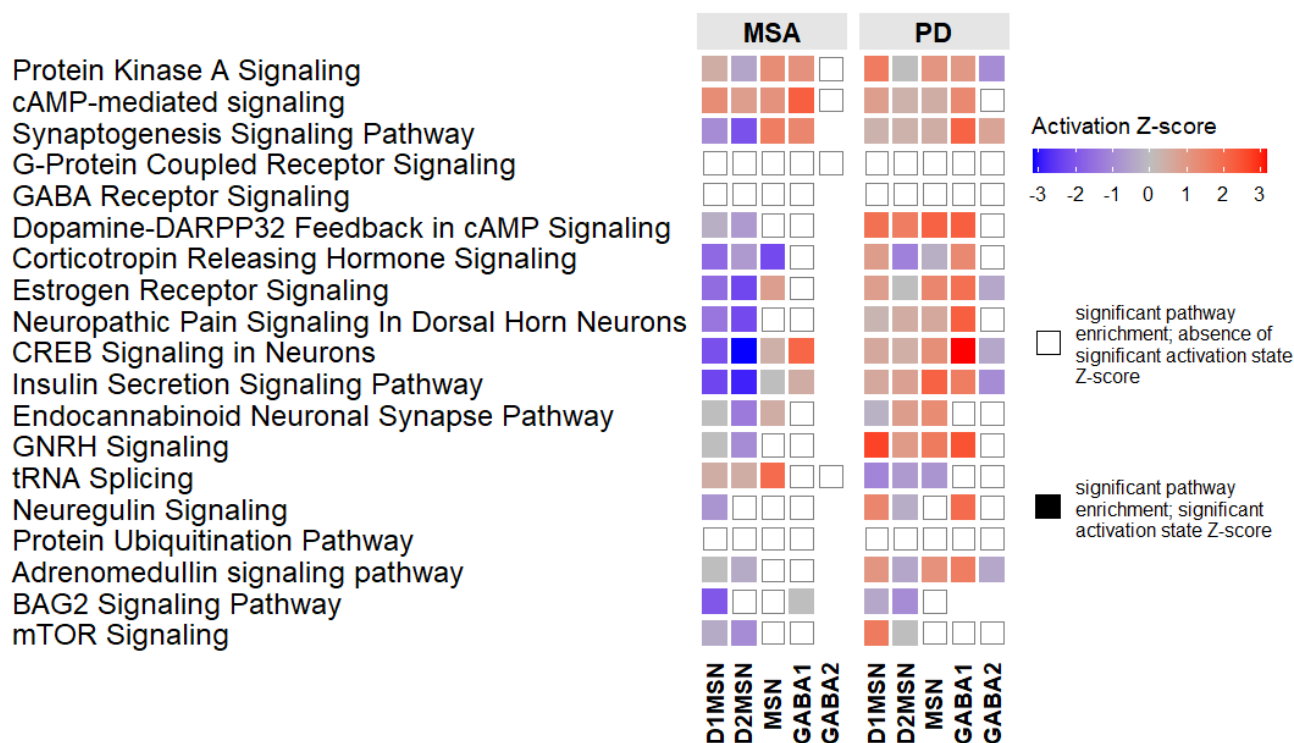 MSA PD
Protein Kinase A Signaling
cAMP-mediated signaling
Synaptogenesis Signaling Pathway
G-Protein Coupled Receptor Signaling
GABA Receptor Signaling
Dopamine-DARPP32 Feedback in cAMP Signaling
Corticotropin Releasing Hormone Signaling
Estrogen Receptor Signaling
Neuropathic Pain Signaling In Dorsal Horn Neurons
CREB Signaling in Neurons
Insulin Secretion Signaling Pathway
Endocannabinoid Neuronal Synapse Pathway
GNRH Signaling
tRNA Splicing
Neuregulin Signaling
Protein Ubiquitination Pathway
Adrenomedullin signaling pathway
BAG2 Signaling Pathway
mTOR Signaling
D1MSN D2MSN MSN GABA1 GABA2 D1MSN D2MSN MSN GABA1 GABA2
Activation Z-score
-3 -2 -1 0 1 2 3
significant pathway
enrichment; absence of
significant activation state
Z-score
significant pathway
enrichment; significant
activation state Z-score